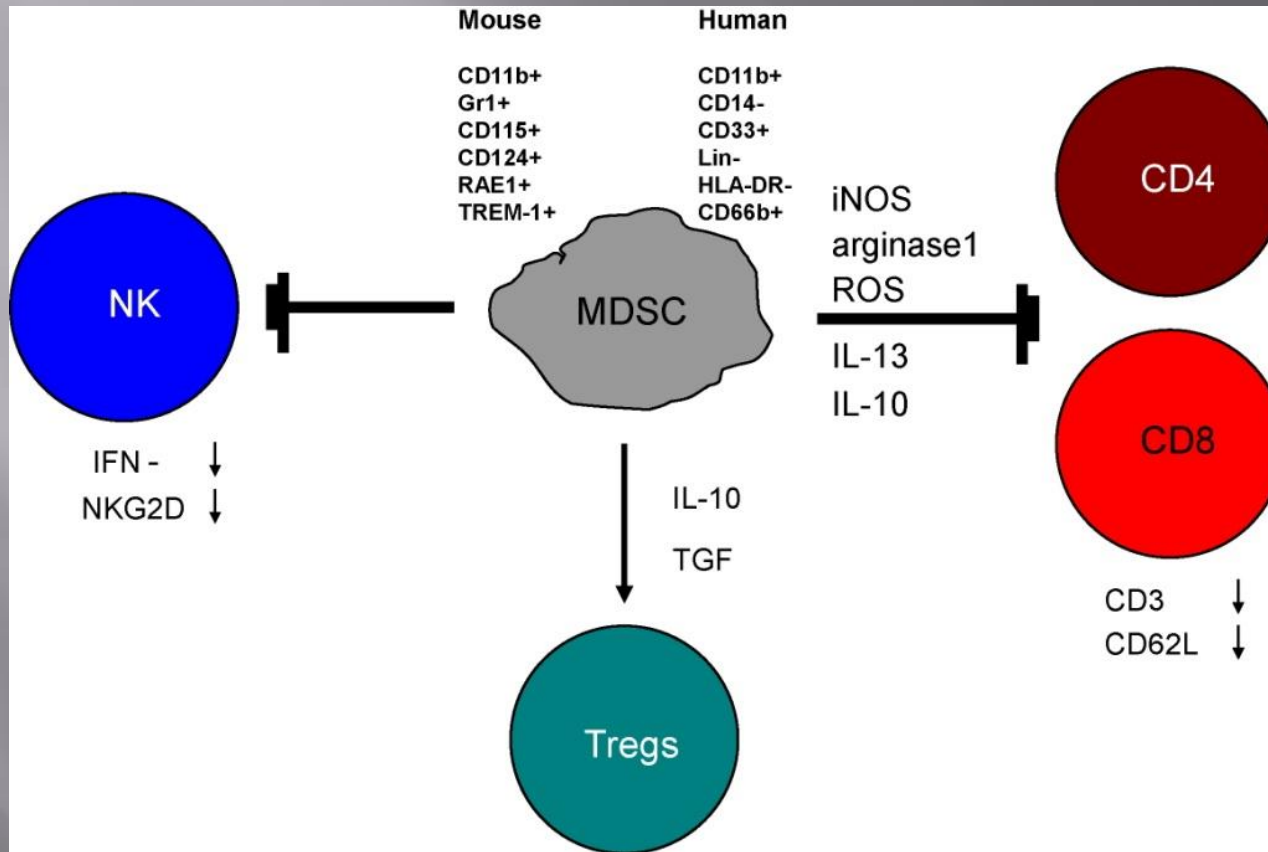 Mouse
CD11b+
Gr1+
CD115+
CD124+
RAE1+
TREM-1+
Human
CD11b+
CD14-
CD33+
Lin-
HLA-DR-
CD66b+
NK
IFN - ↓
NKG2D ↓
MDSC
iNOS
arginase1
ROS
IL-13
IL-10
CD4
CD8
CD3 ↓
CD62L ↓
IL-10
TGF
Tregs